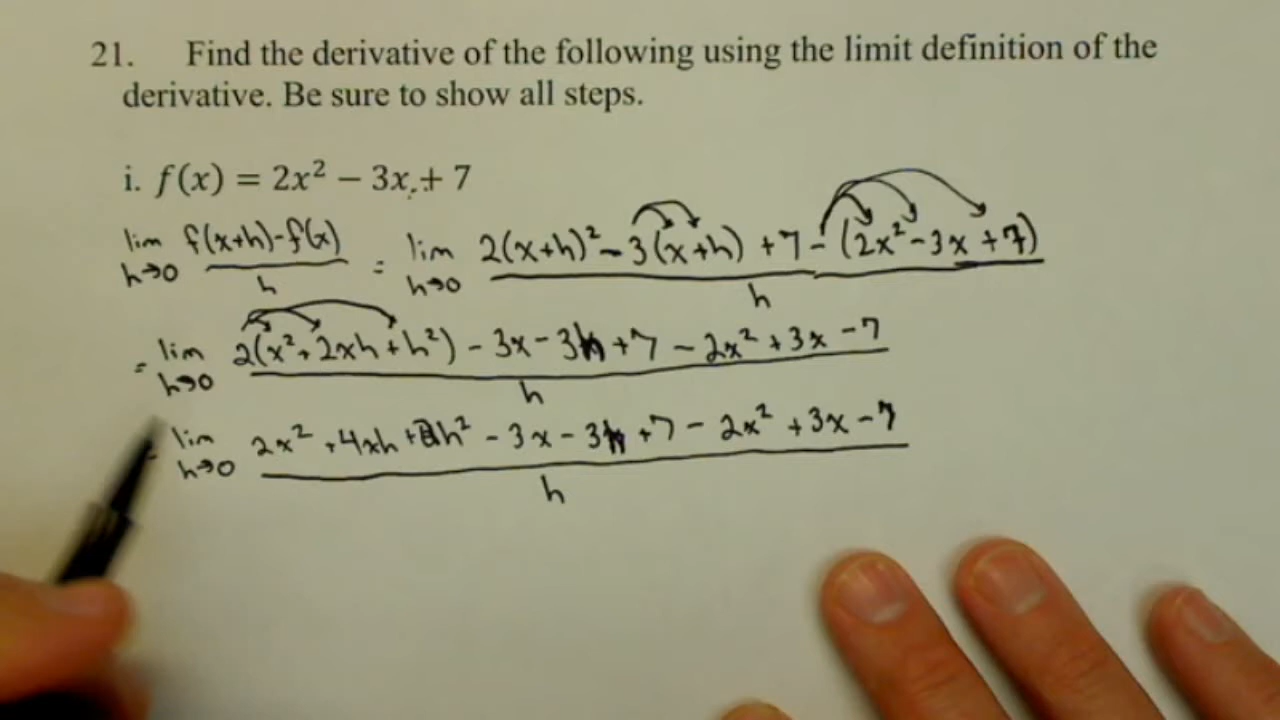 21. Find the derivative of the following using the limit definition of the
derivative. Be sure to show all steps.
i. f(x) = 2x² − 3x + 7
lim h→0 f(x+h)-f(x) / h = lim h→0 2(x+h)² - 3(x+h) + 7 - (2x² - 3x + 7) / h
= lim h→0 2(x² + 2xh + h²) - 3x - 3h + 7 - 2x² + 3x - 7 / h
= lim h→0 2x² + 4xh + 2h² - 3x - 3h + 7 - 2x² + 3x - 7 / h